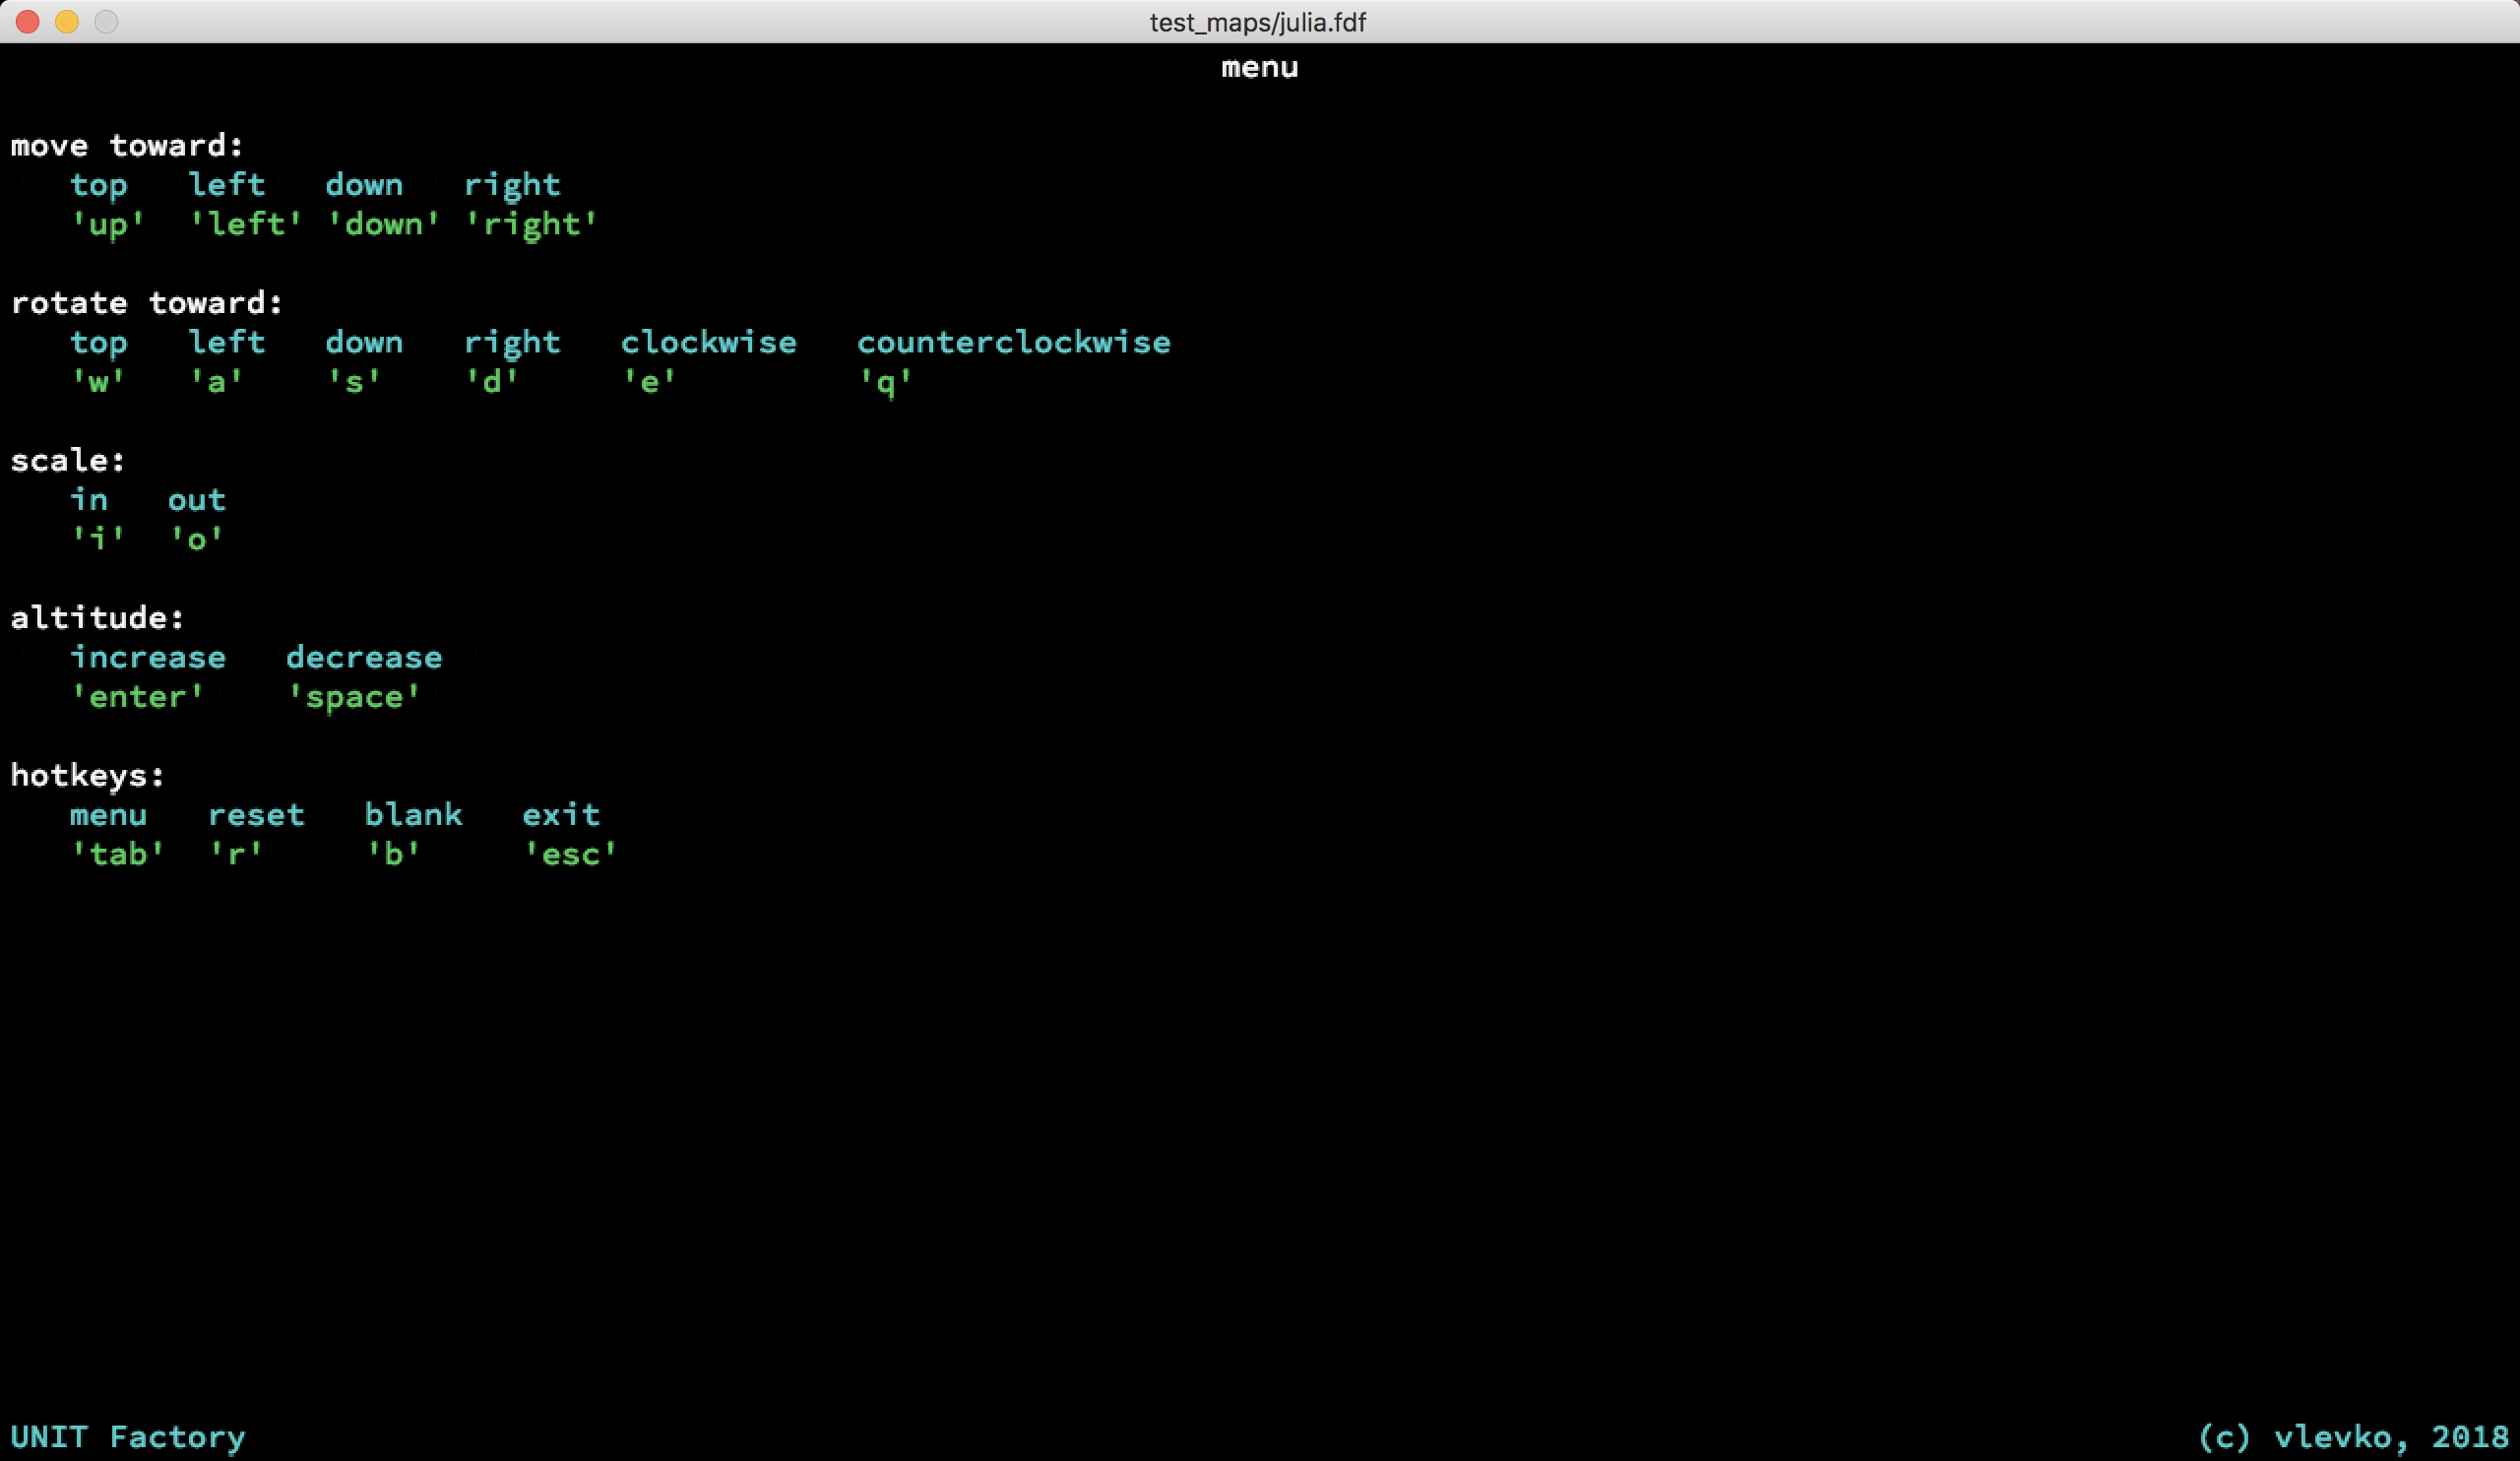 test_maps/julia.fdf
menu
move toward:
top left down right
'up' 'left' 'down' 'right'
rotate toward:
top left down right clockwise counterclockwise
'w' 'a' 's' 'd' 'e' 'q'
scale:
in out
'i' 'o'
altitude:
increase decrease
'enter' 'space'
hotkeys:
menu reset blank exit
'tab' 'r' 'b' 'esc'
UNIT Factory (c) vlevko, 2018